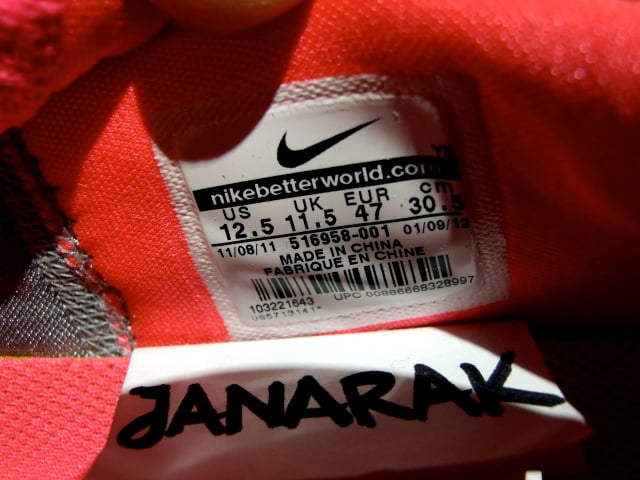 nikebetterworld.com
US UK EUR cm
12.5 11.5 47 30.5
11/08/11 516958-001 01/09/12
MADE IN CHINA
FABRIQUE EN CHINE
103221643 UPC 00886668328997
JANARAK